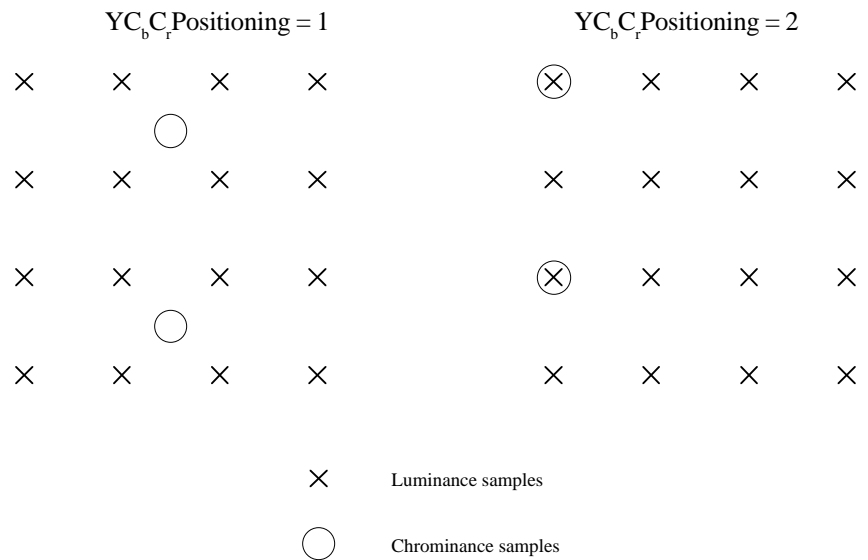 YCbCrPositioning = 1
YCbCrPositioning = 2
Luminance samples
Chrominance samples